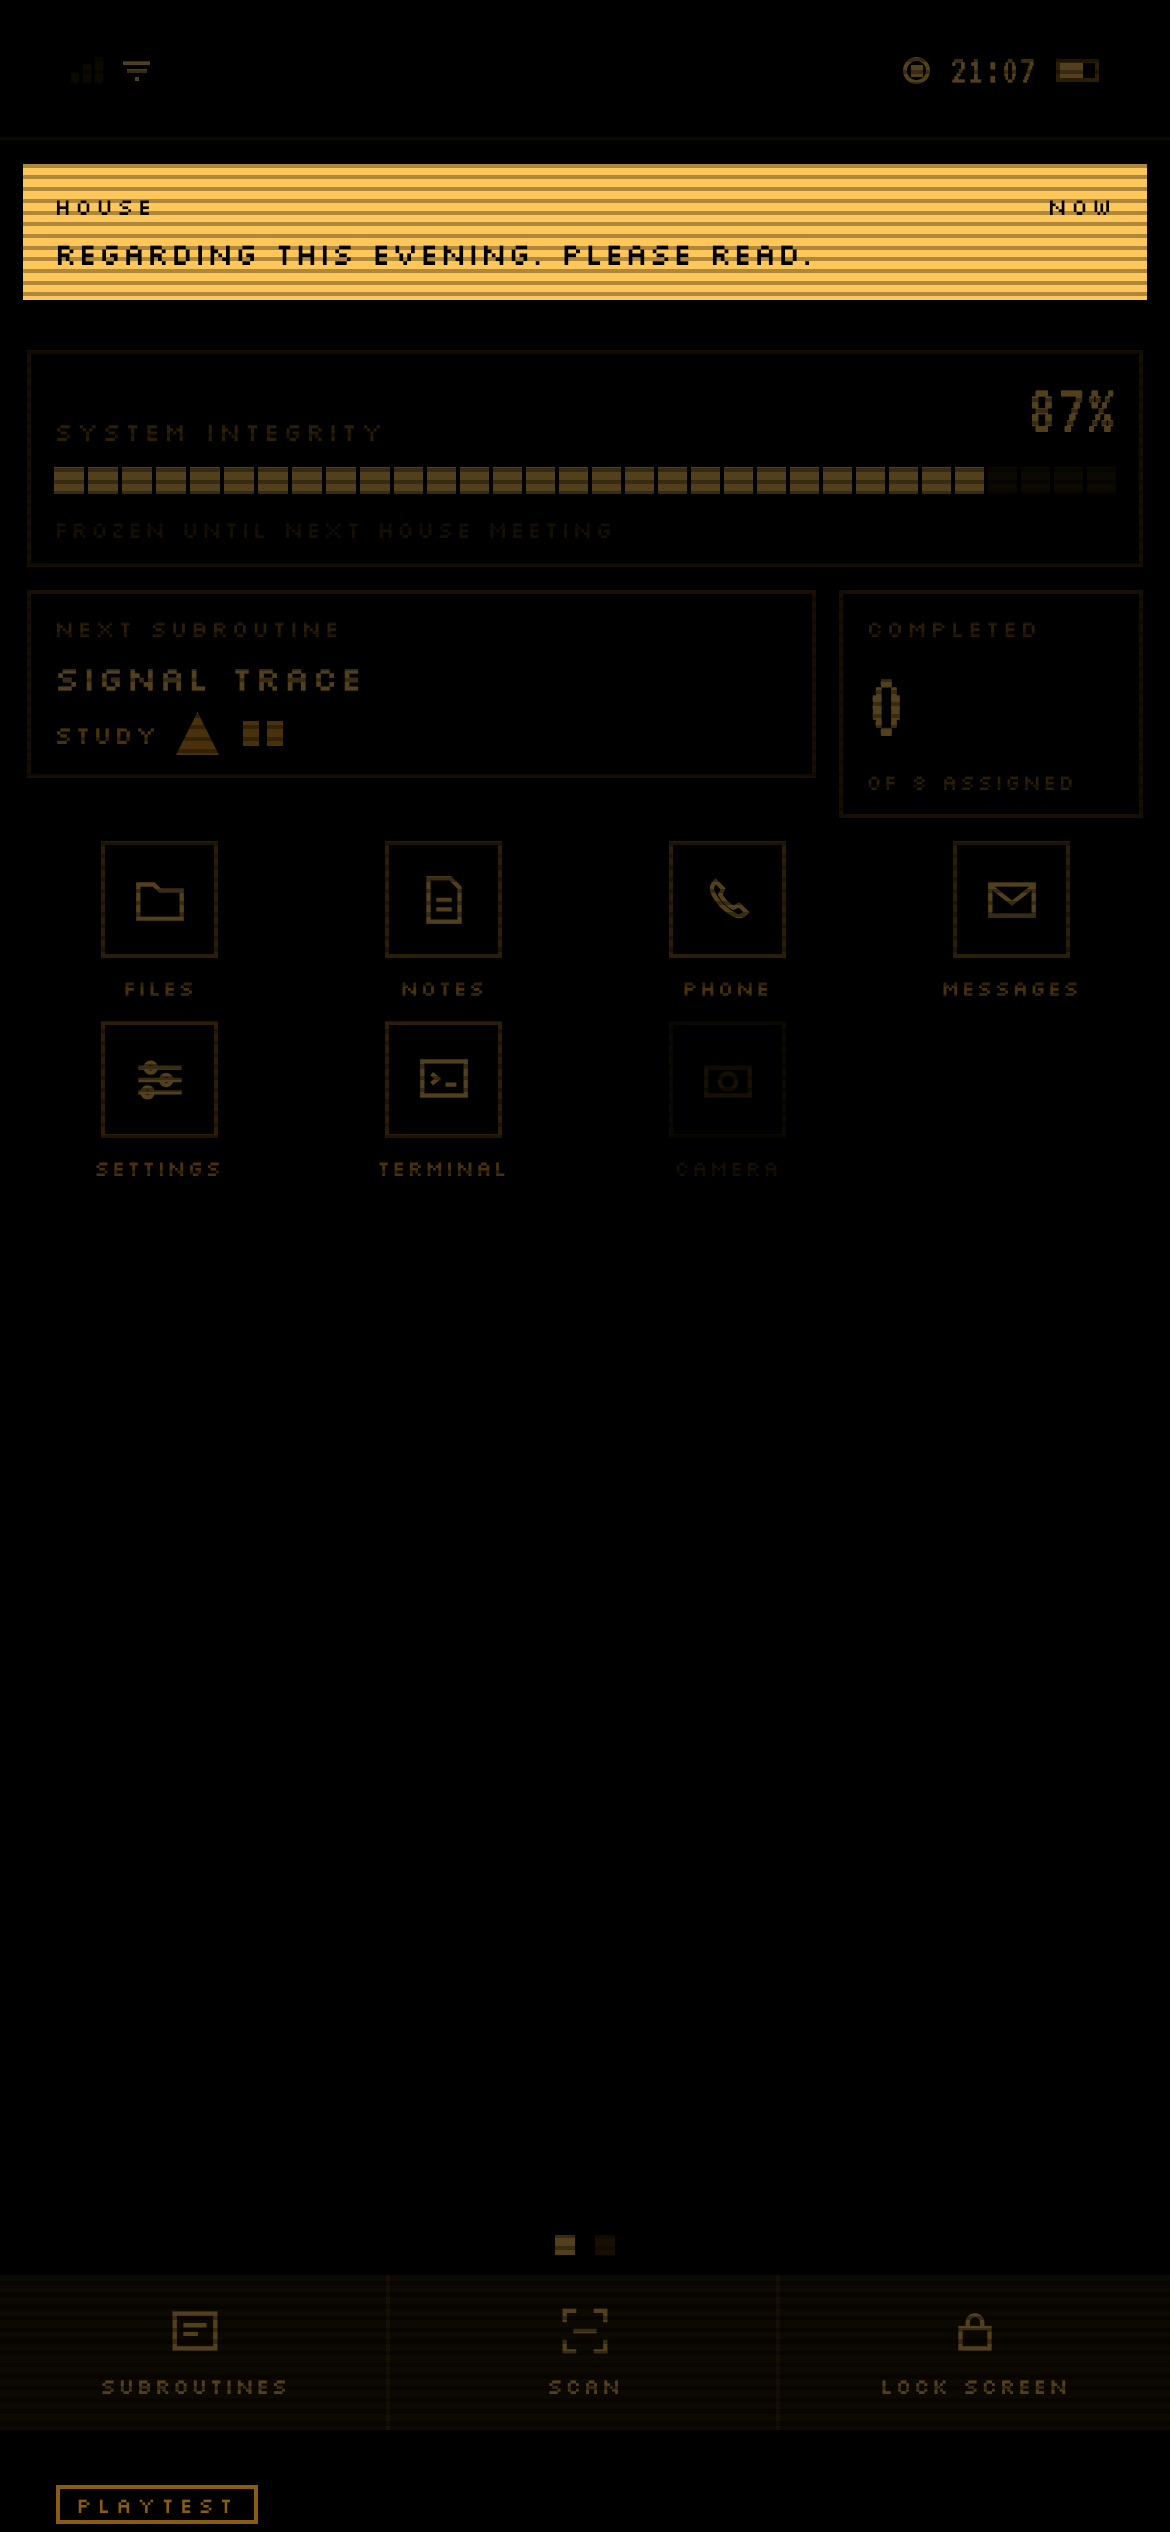 21:07
HOUSE NOW
REGARDING THIS EVENING. PLEASE READ.
87%
SYSTEM INTEGRITY
FROZEN UNTIL NEXT HOUSE MEETING
NEXT SUBROUTINE
SIGNAL TRACE
STUDY
COMPLETED
0
OF 8 ASSIGNED
FILES NOTES PHONE MESSAGES
SETTINGS TERMINAL CAMERA
SUBROUTINES SCAN LOCK SCREEN
PLAYTEST